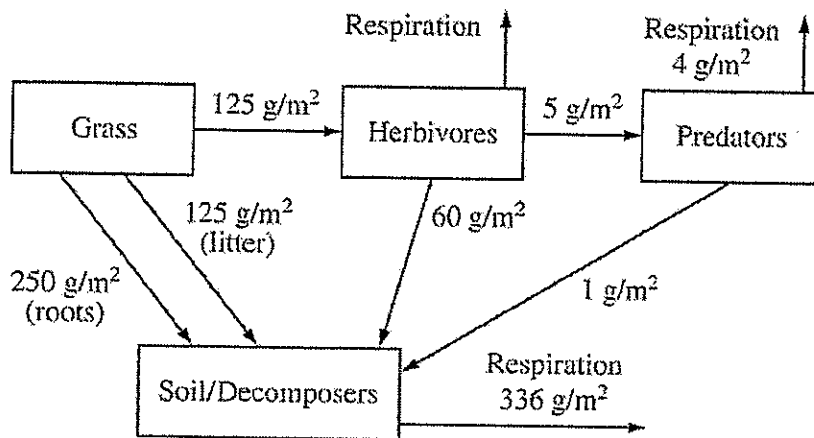 Respiration
Respiration
4 g/m²
125 g/m²
5 g/m²
Grass
Herbivores
Predators
125 g/m²
(litter)
60 g/m²
250 g/m²
(roots)
1 g/m²
Soil/Decomposers
Respiration
336 g/m²